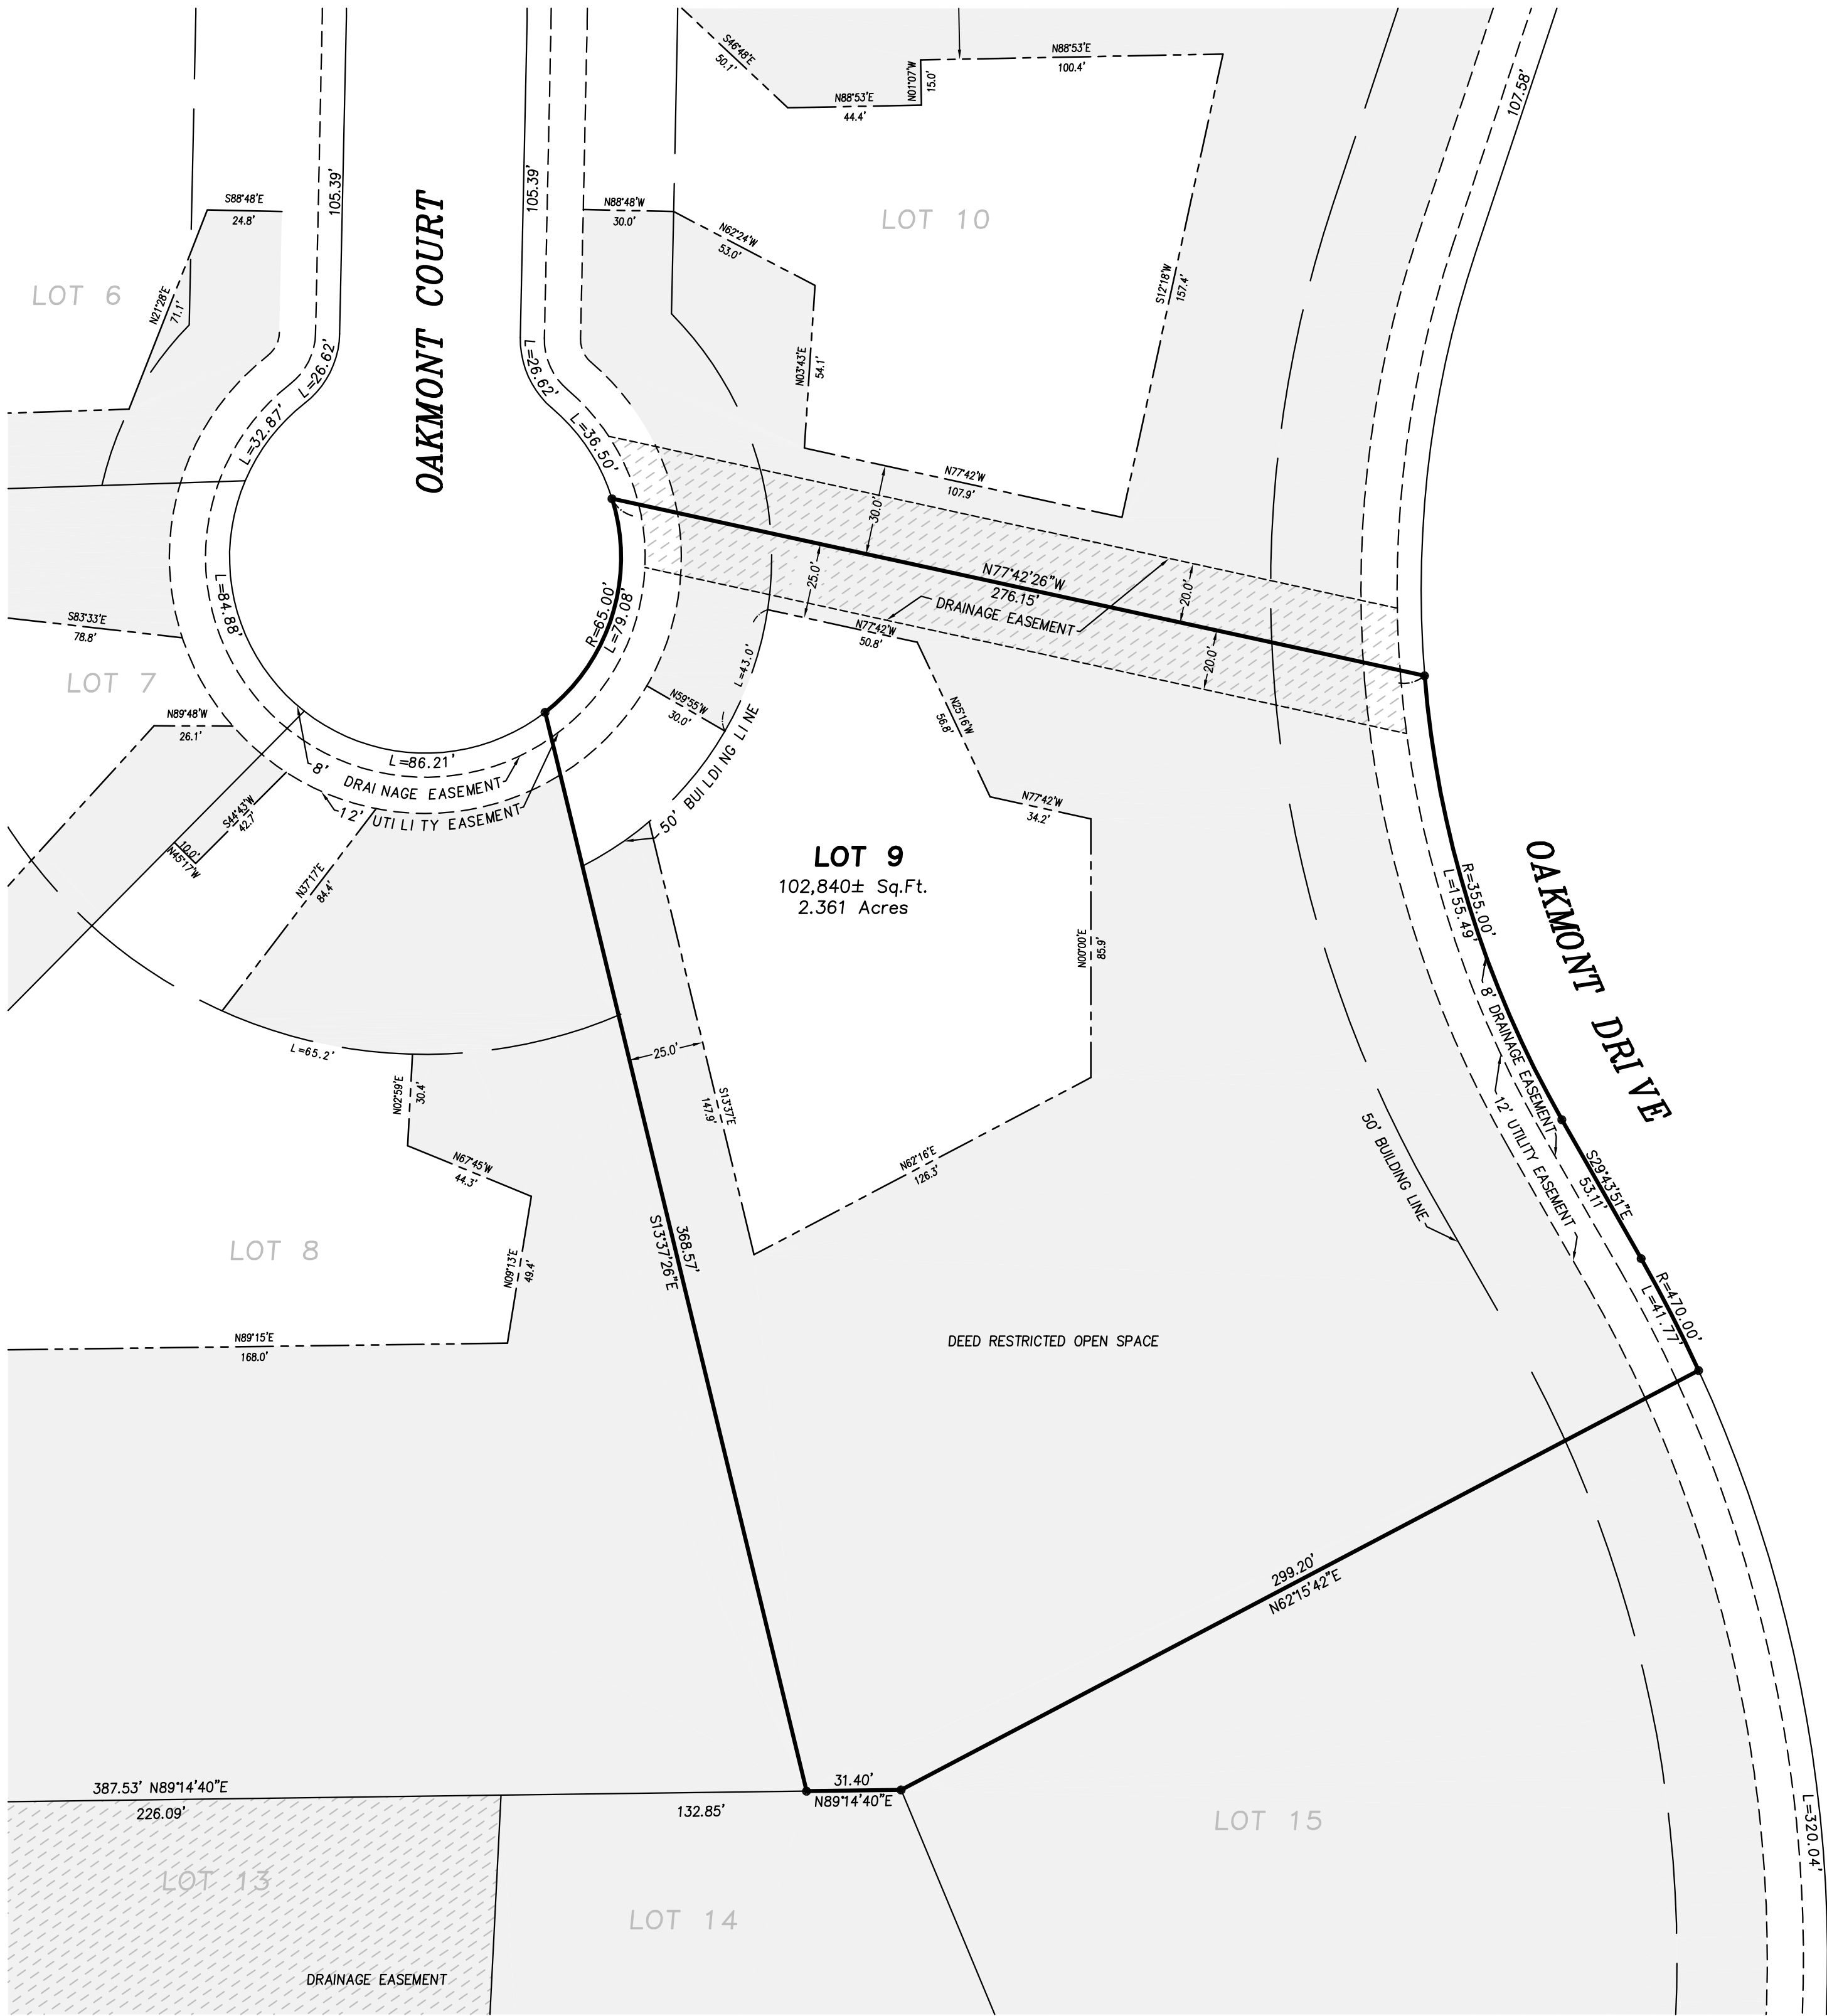 S46°48'E
50.1'
N88°53'E
44.4'
N01°07'W
15.0'
N88°53'E
100.4'
107.58'
105.39'
105.39'
OAKMONT COURT
S88°48'E
24.8'
N88°48'W
30.0'
N62°24'W
53.0'
LOT 10
LOT 6
N21°28'E
71.1'
S12°18'W
157.4'
N03°43'E
54.1'
L=26.62'
L=26.62'
L=32.87'
L=36.50'
N77°42'W
107.9'
30.0'
25.0'
N77°42'26"W
276.15'
DRAINAGE EASEMENT
20.0'
20.0'
L=84.88'
R=65.00'
L=79.08'
S83°33'E
78.8'
N77°42'W
50.8'
L=43.0'
LOT 7
N59°55'W
30.0'
N25°16'W
56.8'
N89°48'W
26.1'
L=86.21'
8' DRAINAGE EASEMENT
12' UTILITY EASEMENT
50' BUILDING LINE
S44°43'W
42.7'
10.0'
N45°17'W
N37°17'E
84.4'
N77°42'W
34.2'
LOT 9
102,840± Sq.Ft.
2.361 Acres
N00°00'E
85.9'
R=355.00'
L=155.49'
OAKMONT DRIVE
8' DRAINAGE EASEMENT
12' UTILITY EASEMENT
50' BUILDING LINE
L=65.2'
25.0'
N02°59'E
30.4'
S13°37'E
147.9'
N67°45'W
44.3'
N62°16'E
126.3'
S29°43'51"E
53.11'
LOT 8
N09°13'E
49.4'
368.57'
S13°37'26"E
R=470.00'
L=41.77'
N89°15'E
168.0'
DEED RESTRICTED OPEN SPACE
299.20'
N62°15'42"E
387.53' N89°14'40"E
226.09'
132.85'
31.40'
N89°14'40"E
LOT 15
L=320.04'
LOT 13
LOT 14
DRAINAGE EASEMENT